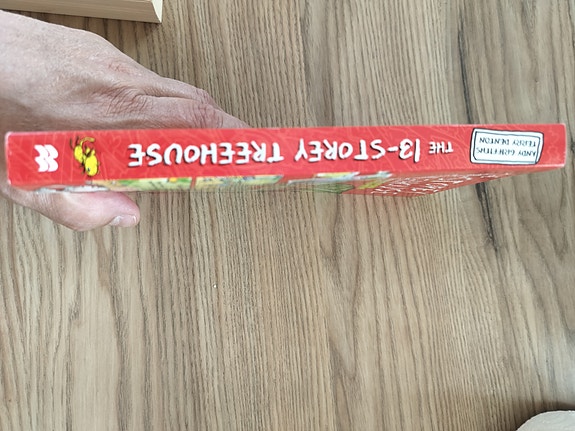 ANDY GRIFFITHS
TERRY DENTON
THE 13-STOREY TREEHOUSE